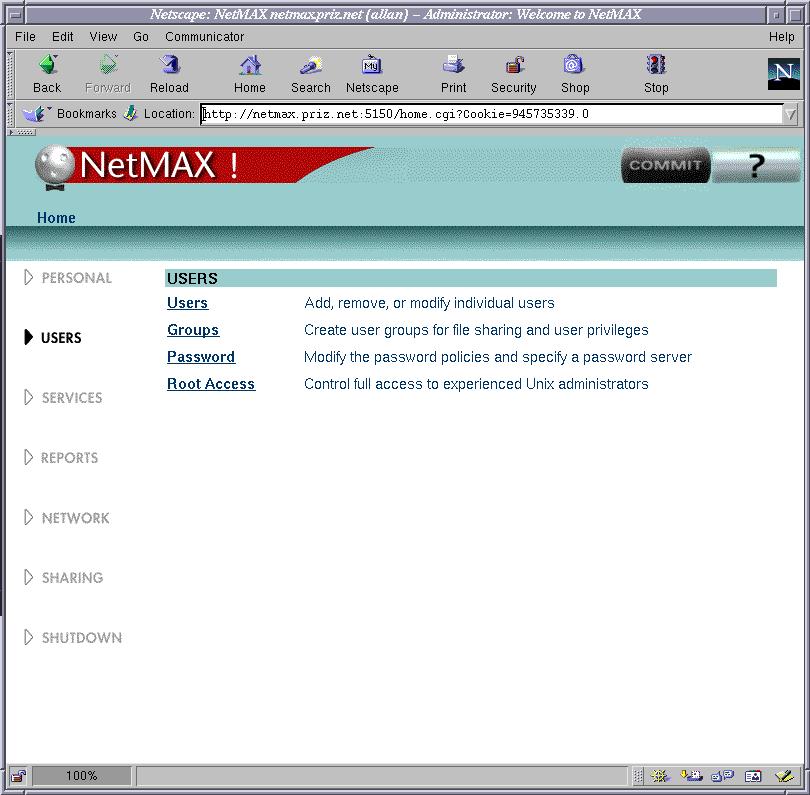 Netscape: NetMAX netmax.priz.net (allan) – Administrator: Welcome to NetMAX
File Edit View Go Communicator Help
Back Forward Reload Home Search Netscape Print Security Shop Stop
My
N
Bookmarks Location: http://netmax.priz.net:5150/home.cgi?Cookie=945735339.0
NetMAX !
COMMIT ?
Home
PERSONAL
USERS
SERVICES
REPORTS
NETWORK
SHARING
SHUTDOWN
USERS
Users Add, remove, or modify individual users
Groups Create user groups for file sharing and user privileges
Password Modify the password policies and specify a password server
Root Access Control full access to experienced Unix administrators
100%